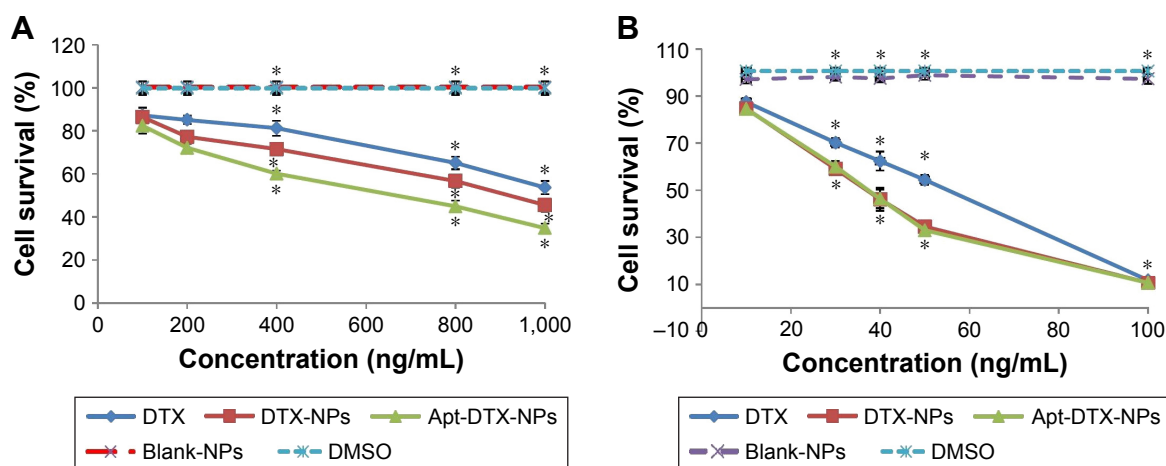 A
120
100
80
60
40
20
0
Cell survival (%)
0 200 400 600 800 1,000
Concentration (ng/mL)
* * *
* * *
* * *
* * *
DTX DTX-NPs Apt-DTX-NPs
Blank-NPs DMSO
B
110
90
70
50
30
10
–10
Cell survival (%)
0 20 40 60 80 100
Concentration (ng/mL)
* * * *
* * *
* * *
*
DTX DTX-NPs Apt-DTX-NPs
Blank-NPs DMSO